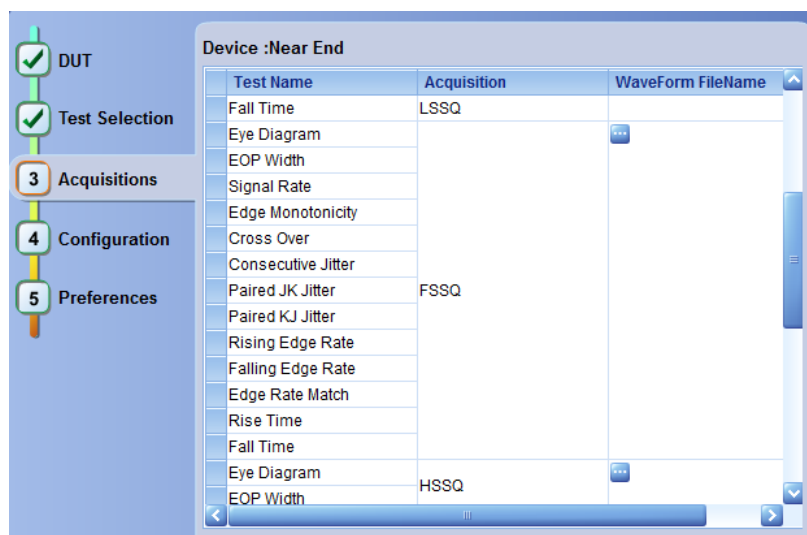 DUT
Test Selection
3 Acquisitions
4 Configuration
5 Preferences
Device :Near End
Test Name Acquisition WaveForm FileName
Fall Time LSSQ
Eye Diagram
EOP Width
Signal Rate
Edge Monotonicity
Cross Over
Consecutive Jitter
Paired JK Jitter FSSQ
Paired KJ Jitter
Rising Edge Rate
Falling Edge Rate
Edge Rate Match
Rise Time
Fall Time
Eye Diagram
HSSQ
EOP Width